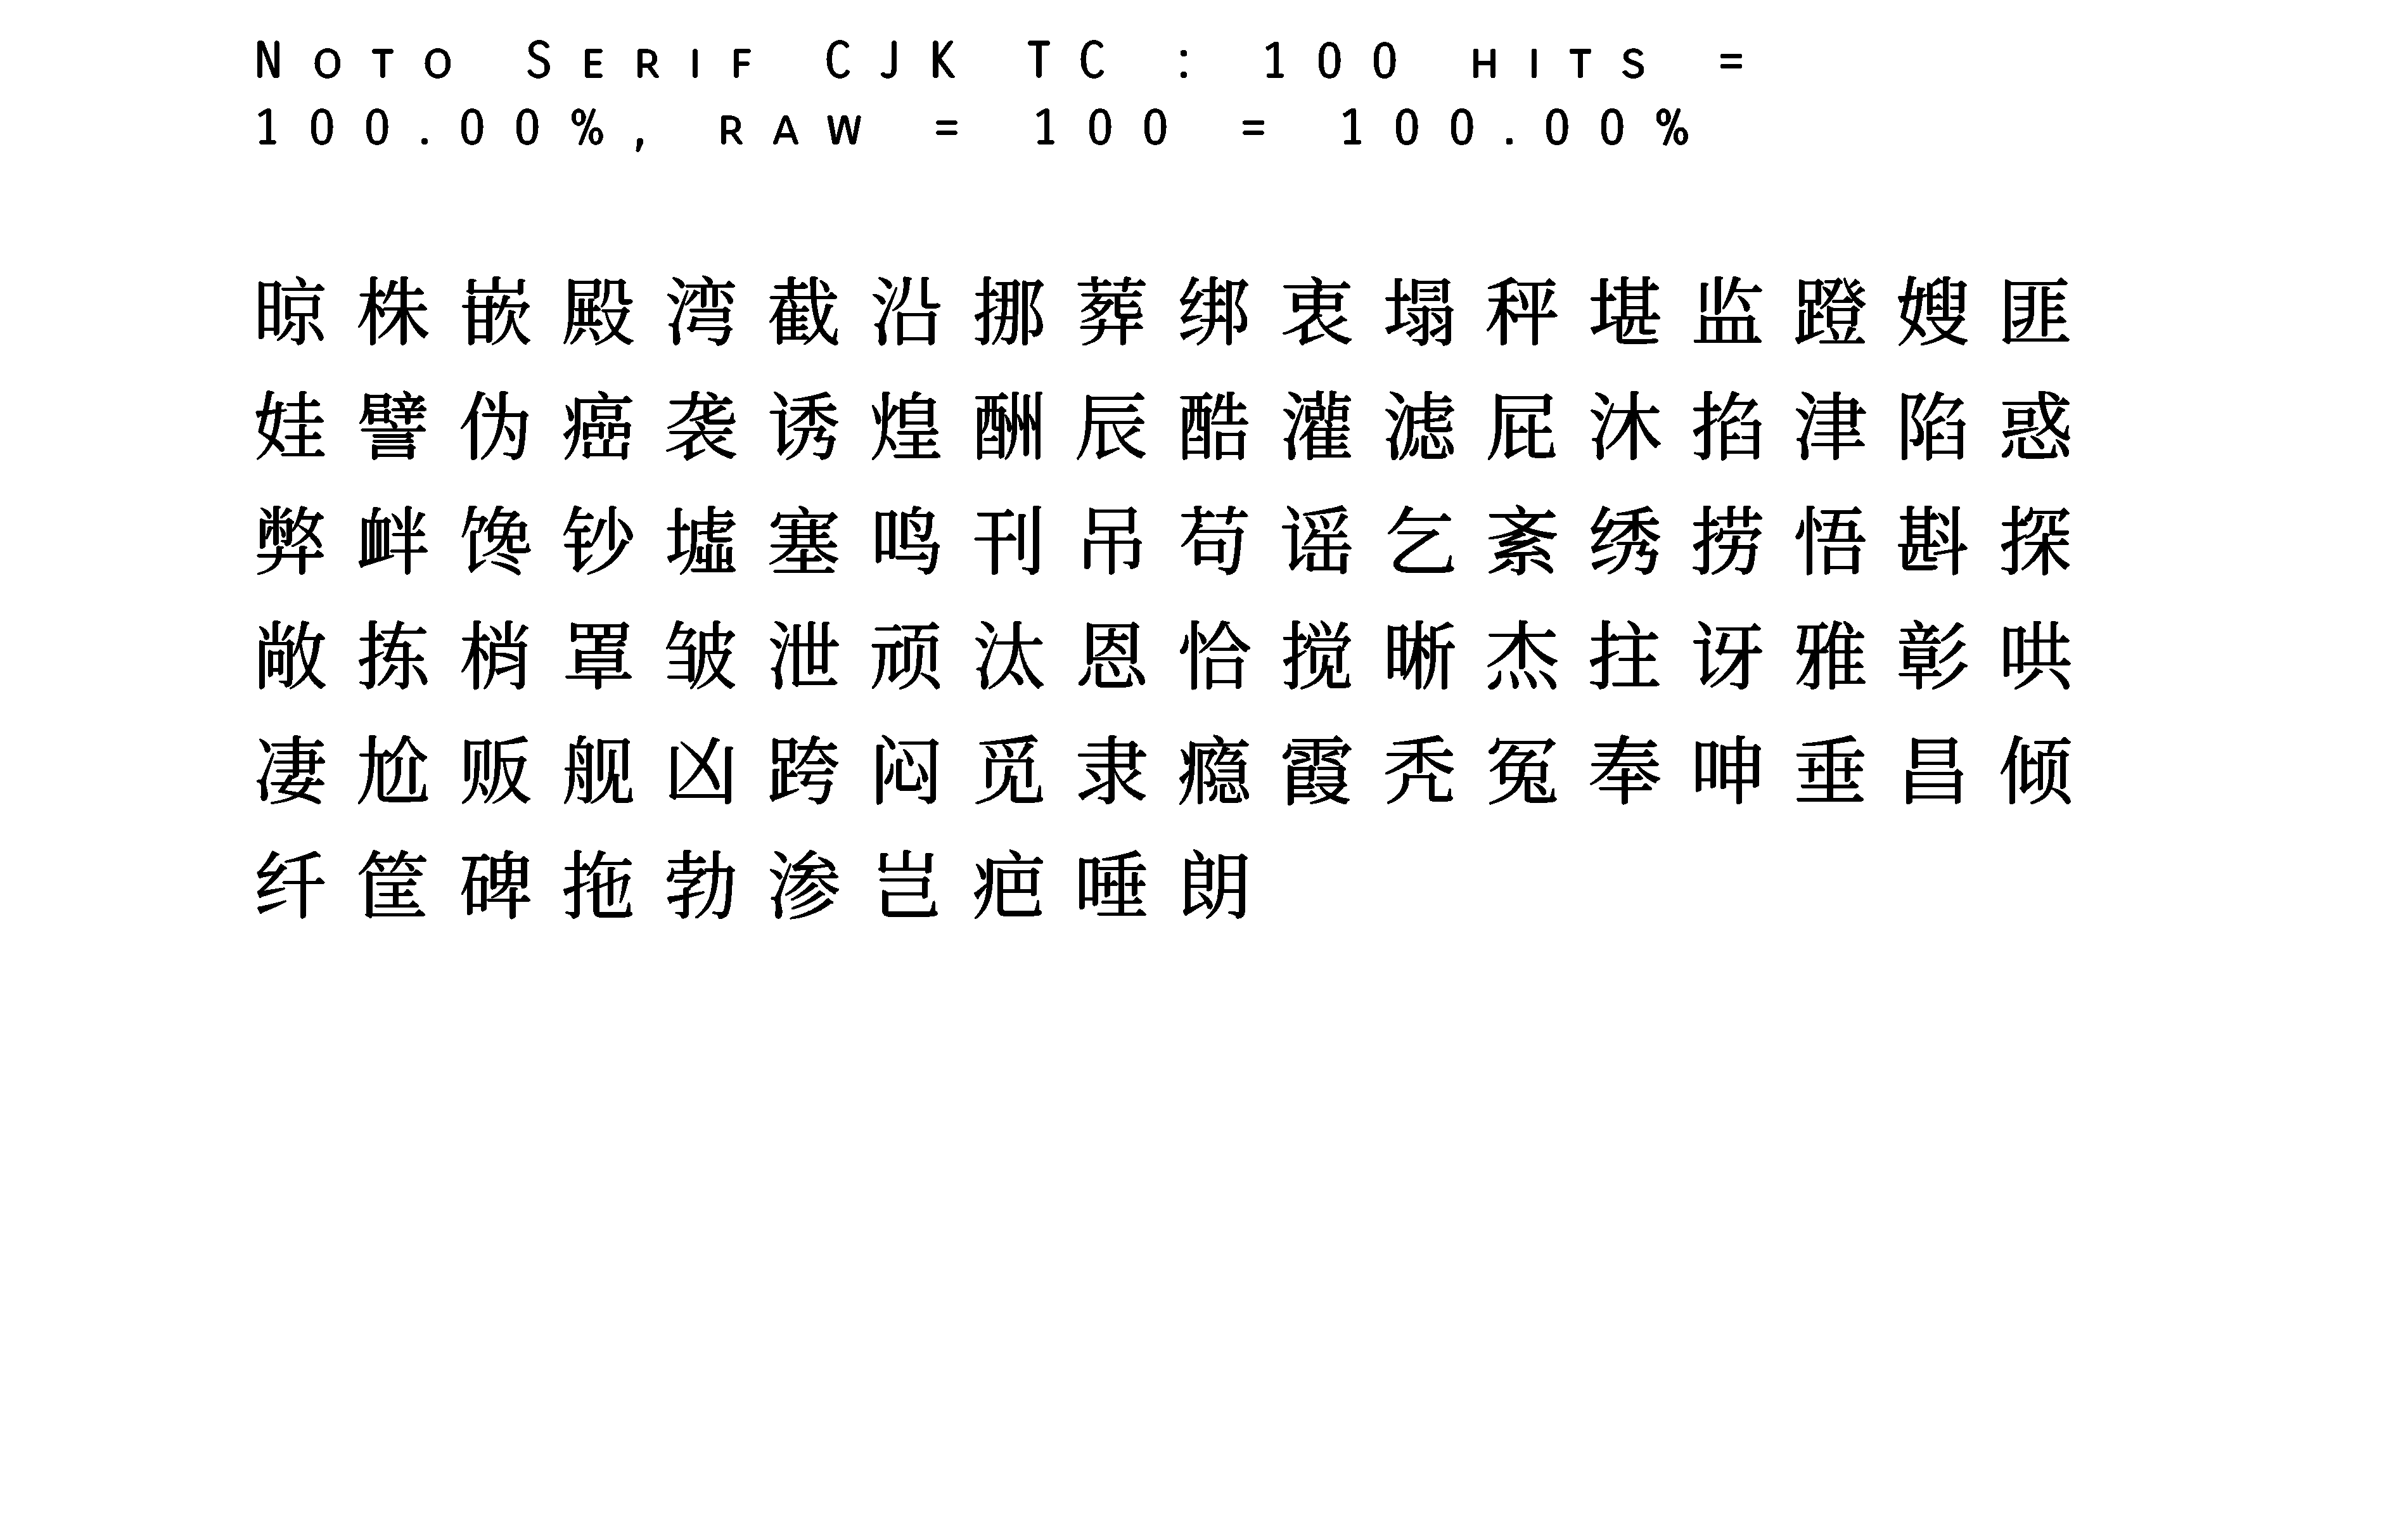 Noto Serif CJK TC : 100 hits =
100.00%, raw = 100 = 100.00%
晾株嵌殿湾截沿挪葬绑衷塌秤堪监蹬嫂匪
娃譬伪癌袭诱煌酬辰酷灌滤屁沐掐津陷惑
弊衅馋钞墟塞鸣刊吊苟谣乞紊绣捞悟斟探
敞拣梢罩皱泄顽汰恩恰搅晰杰拄讶雅彰哄
凄尬贩舰凶跨闷觅隶瘾霞秃冤奉呻垂昌倾
纤筐碑拖勃渗岂疤唾朗